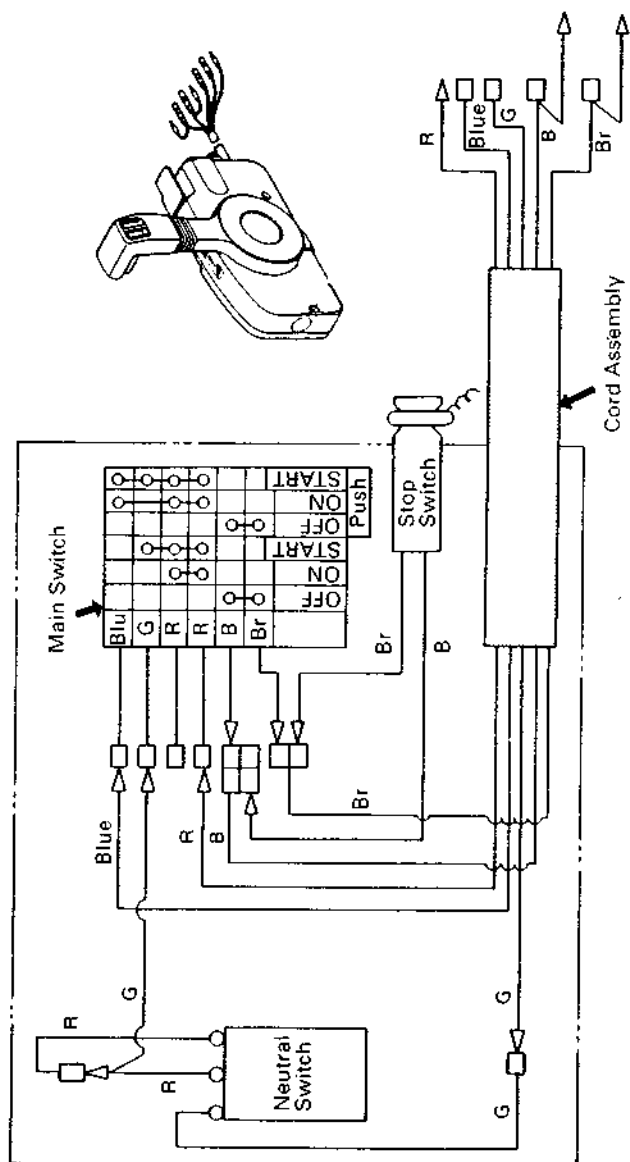 Main Switch
Blu
G
R
R
B
Br
OFF
ON
START
OFF
ON
START
Push
Stop
Switch
Br
B
Blue
R
B
Br
G
R
R
Neutral
Switch
G
G
Cord Assembly
R
Blue
G
B
Br